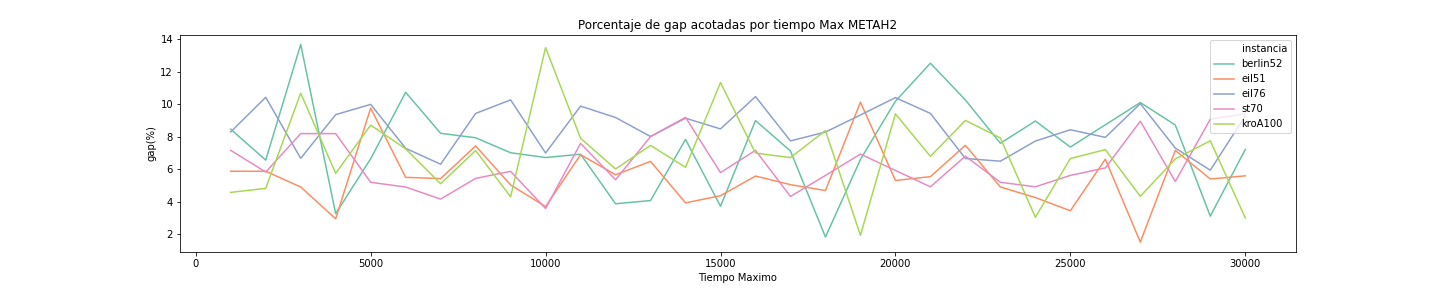 Porcentaje de gap acotadas por tiempo Max METAH2
gap(%)
14
12
10
8
6
4
2
0
5000
10000
15000
20000
25000
30000
Tiempo Maximo
instancia
berlin52
eil51
eil76
st70
kroA100